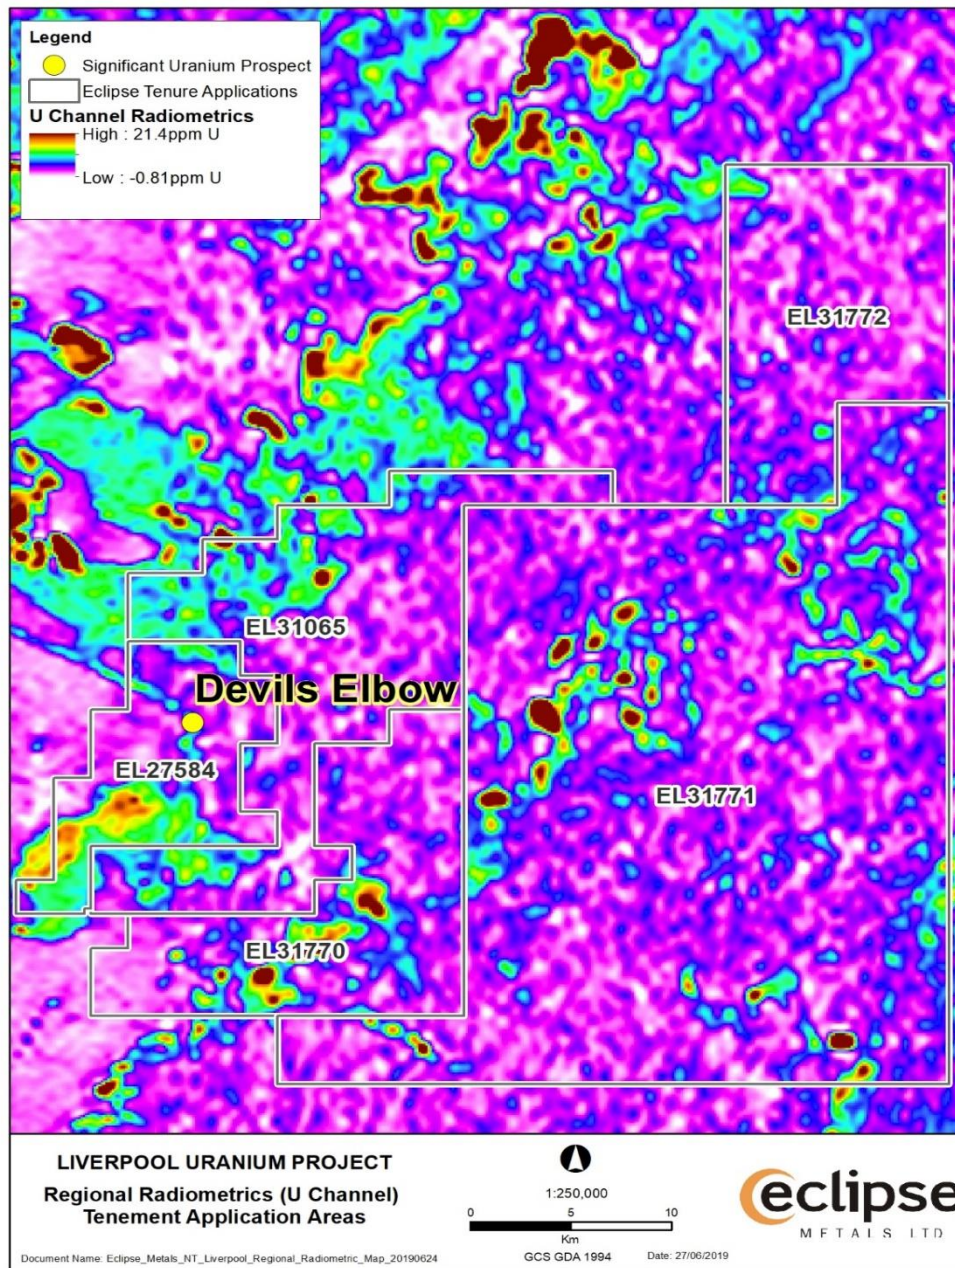 Legend
Significant Uranium Prospect
Eclipse Tenure Applications
U Channel Radiometrics
High : 21.4ppm U
Low : -0.81ppm U
EL31772
EL31065
Devils Elbow
EL27584
EL31771
EL31770
LIVERPOOL URANIUM PROJECT
Regional Radiometrics (U Channel)
Tenement Application Areas
Document Name: Eclipse_Metals_NT_Liverpool_Regional_Radiometric_Map_20190624
1:250,000
0 5 10
Km
GCS GDA 1994 Date: 27/06/2019
eclipse
METALS LTD